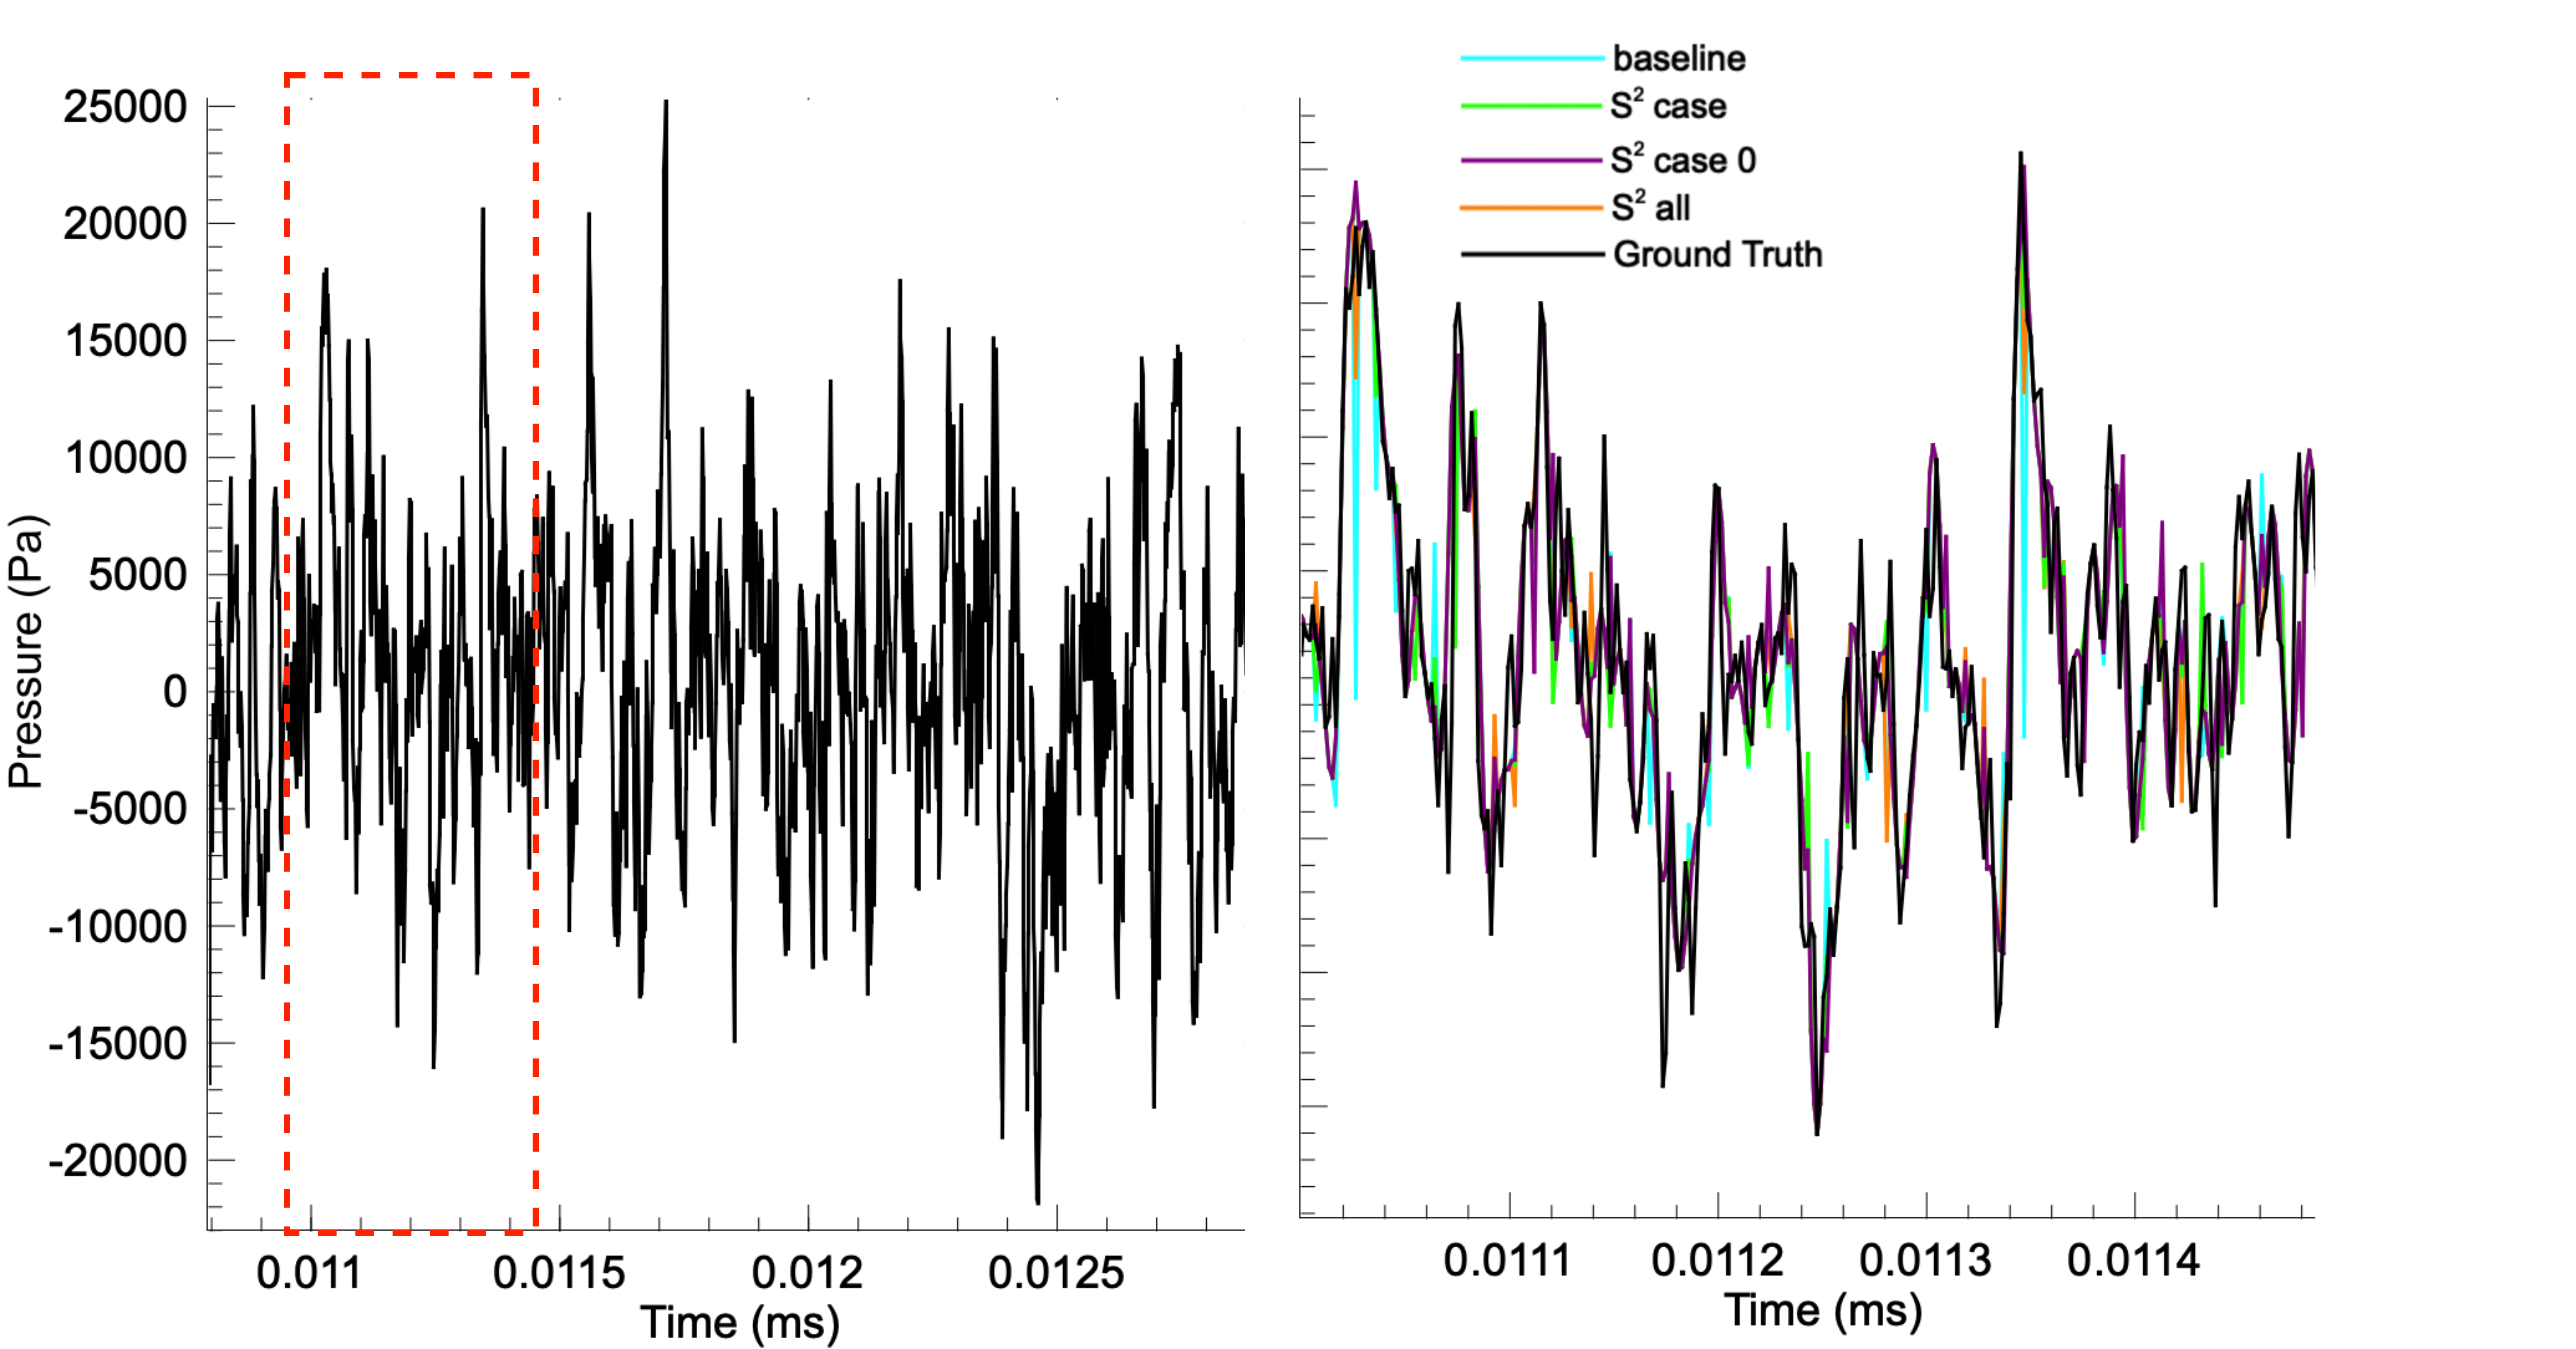 baseline
S² case
S² case 0
S² all
Ground Truth
25000
20000
15000
10000
5000
0
-5000
-10000
-15000
-20000
Pressure (Pa)
0.011 0.0115 0.012 0.0125
Time (ms)
0.0111 0.0112 0.0113 0.0114
Time (ms)